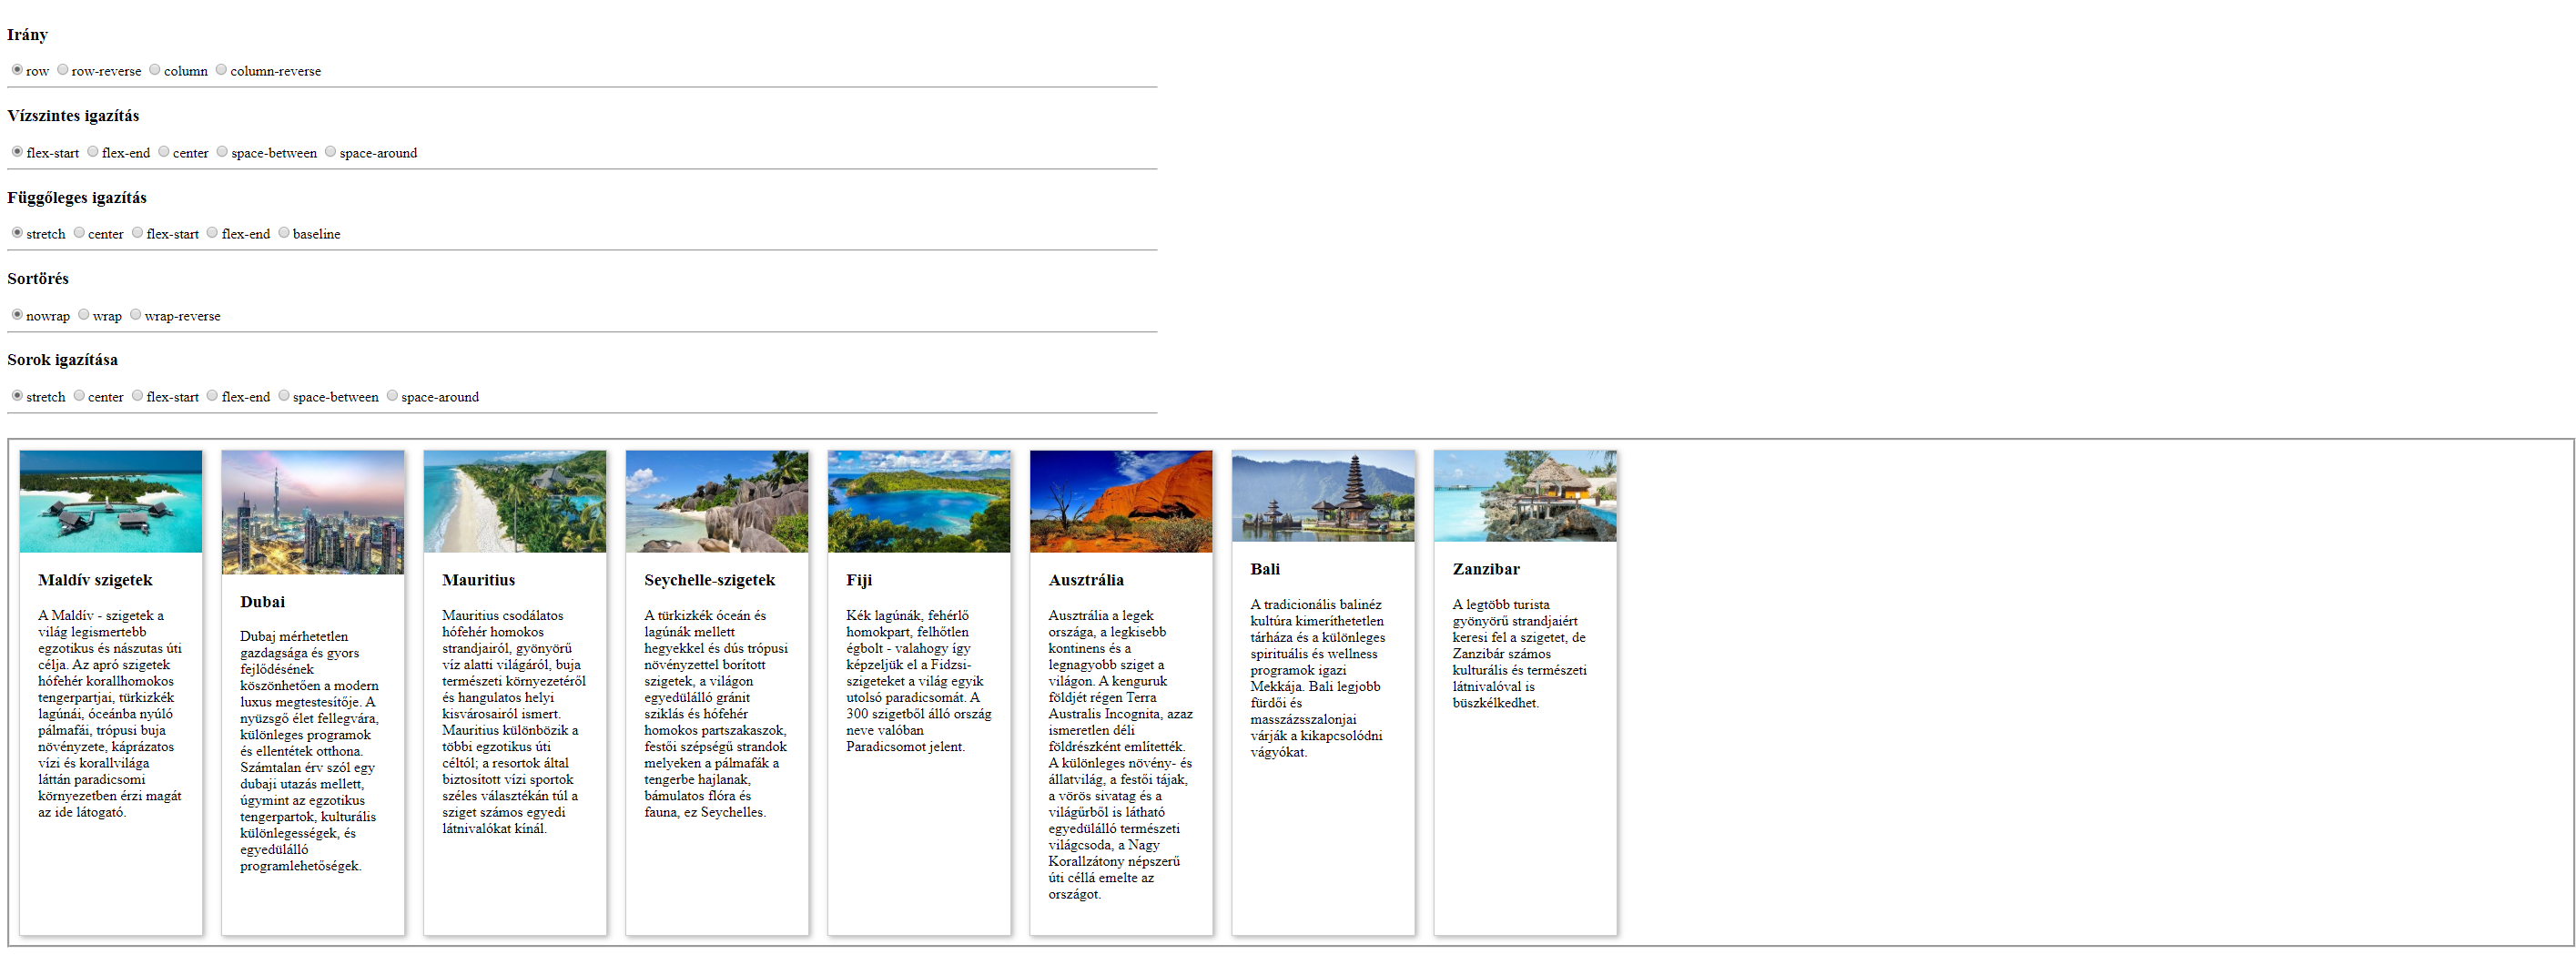 Irány
row row-reverse column column-reverse
Vízszintes igazítás
flex-start flex-end center space-between space-around
Függőleges igazítás
stretch center flex-start flex-end baseline
Sortörés
nowrap wrap wrap-reverse
Sorok igazítása
stretch center flex-start flex-end space-between space-around
Maldív szigetek
A Maldív - szigetek a
világ legismertebb
egzotikus és nászutas úti
célja. Az apró szigetek
hófehér korallhomokos
tengerpartjai, türkizkék
lagúnái, óceánba nyúló
pálmafái, trópusi buja
növényzete, káprázatos
vízi és korallvilága
láttán paradicsomi
környezetben érzi magát
az ide látogató.
Dubai
Dubaj mérhetetlen
gazdagsága és gyors
fejlődésének
köszönhetően a modern
luxus megtestesítője. A
nyüzsgő élet fellegvára,
különleges programok
és ellentétek otthona.
Számtalan érv szól egy
dubaji utazás mellett,
úgymint az egzotikus
tengerpartok, kulturális
különlegességek, és
egyedülálló
programlehetőségek.
Mauritius
Mauritius csodálatos
hófehér homokos
strandjairól, gyönyörű
víz alatti világáról, buja
természeti környezetéről
és hangulatos helyi
kisvárosairól ismert.
Mauritius különbözik a
többi egzotikus úti
céltól; a resortok által
biztosított vízi sportok
széles választékán túl a
sziget számos egyedi
látnivalókat kínál.
Seychelle-szigetek
A türkizkék óceán és
lagúnák mellett
hegyekkel és dús trópusi
növényzettel borított
szigetek, a világon
egyedülálló gránit
sziklás és hófehér
homokos partszakaszok,
festői szépségű strandok
melyeken a pálmafák a
tengerbe hajlanak,
bámulatos flóra és
fauna, ez Seychelles.
Fiji
Kék lagúnák, fehérlő
homokpart, felhőtlen
égbolt - valahogy így
képzeljük el a Fidzsi-
szigeteket a világ egyik
utolsó paradicsomát. A
300 szigetből álló ország
neve valóban
Paradicsomot jelent.
Ausztrália
Ausztrália a legek
országa, a legkisebb
kontinens és a
legnagyobb sziget a
világon. A kenguruk
földjét régen Terra
Australis Incognita, azaz
ismeretlen déli
földrészként említették.
A különleges növény- és
állatvilág, a festői tájak,
a vörös sivatag és a
világűrből is látható
egyedülálló természeti
világcsoda, a Nagy
Korallzátony népszerű
úti céllá emelte az
országot.
Bali
A tradicionális balinéz
kultúra kimeríthetetlen
tárháza és a különleges
spirituális és wellness
programok igazi
Mekkája. Bali legjobb
fürdői és
masszázsszalonjai
várják a kikapcsolódni
vágyókat.
Zanzibar
A legtöbb turista
gyönyörű strandjaiért
keresi fel a szigetet, de
Zanzibár számos
kulturális és természeti
látnivalóval is
büszkélkedhet.